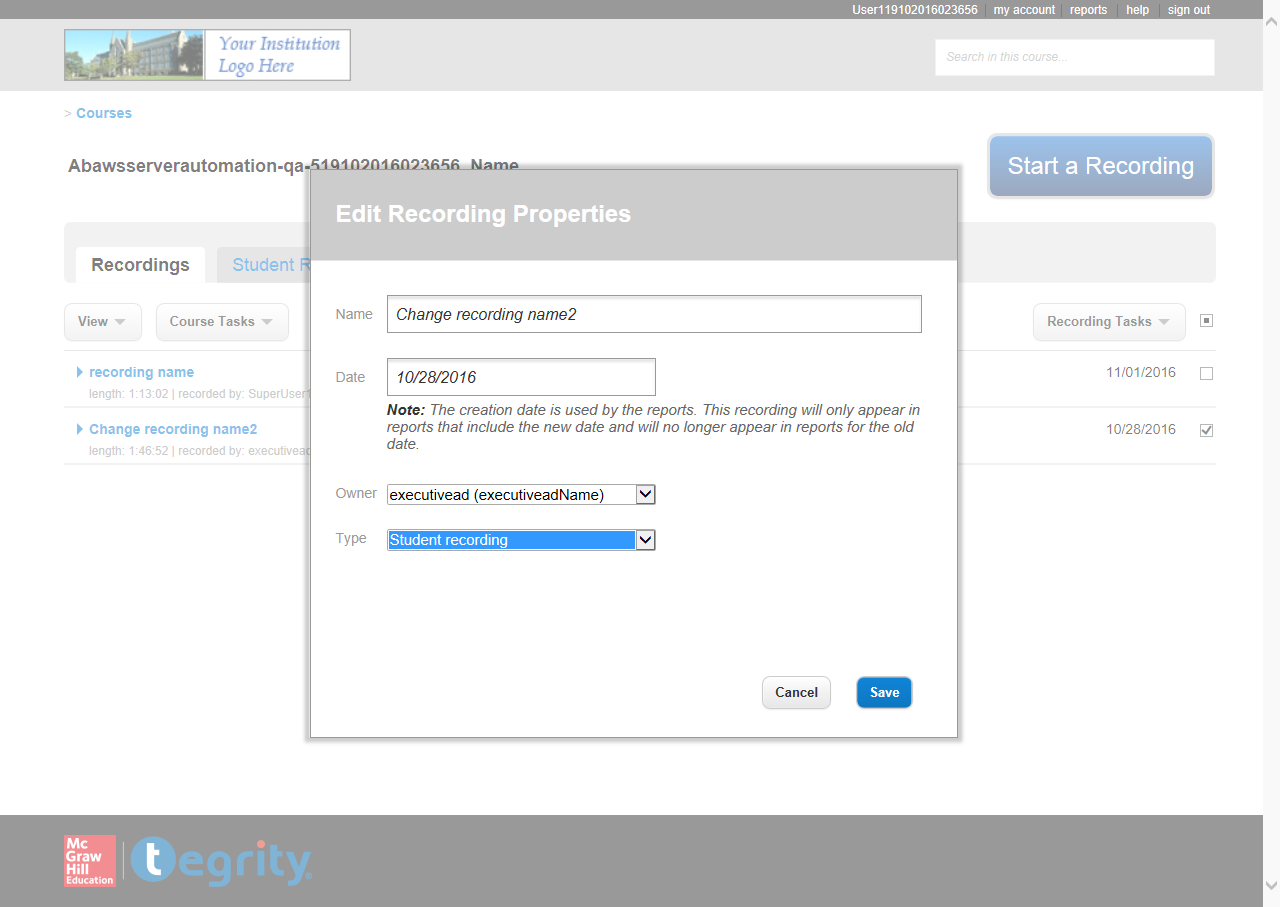 User119102016023656 my account reports help sign out
Your Institution
Logo Here
Search in this course...
> Courses
Abawsserverautomation-qa-519102016023656_Name
Start a Recording
Edit Recording Properties
Recordings Student R
View Course Tasks Recording Tasks
Name Change recording name2
recording name 11/01/2016
length: 1:13:02 | recorded by: SuperUser1
Date 10/28/2016
Note: The creation date is used by the reports. This recording will only appear in
reports that include the new date and will no longer appear in reports for the old
date.
Change recording name2 10/28/2016
length: 1:46:52 | recorded by: executivead
Owner executivead (executiveadName)
Type Student recording
Cancel Save
Mc
Graw
Hill
Education
tegrity